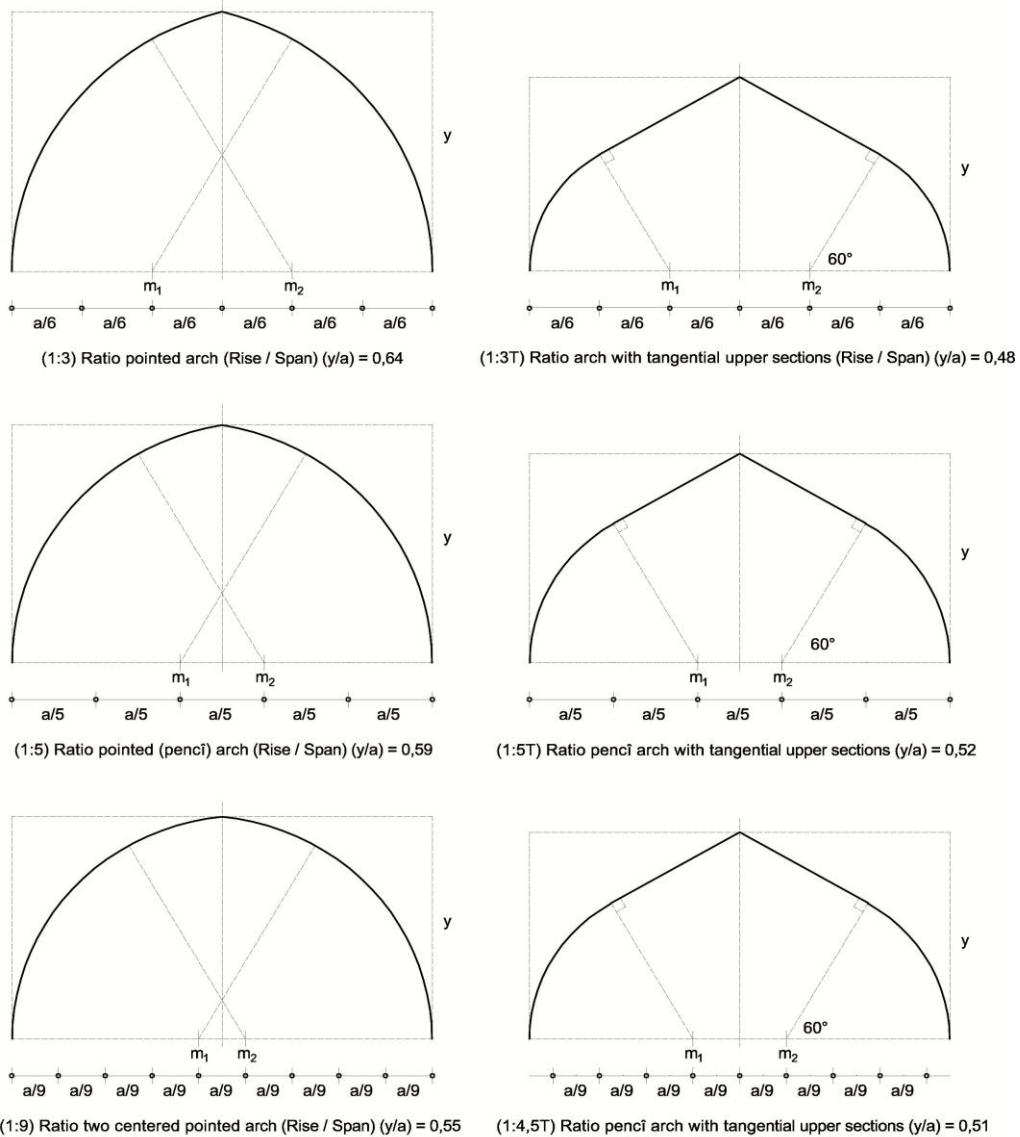 y
m1 m2
a/6 a/6 a/6 a/6 a/6 a/6
(1:3) Ratio pointed arch (Rise / Span) (y/a) = 0,64
y
60°
m1 m2
a/6 a/6 a/6 a/6 a/6 a/6
(1:3T) Ratio arch with tangential upper sections (Rise / Span) (y/a) = 0,48
y
m1 m2
a/5 a/5 a/5 a/5 a/5
(1:5) Ratio pointed (pencî) arch (Rise / Span) (y/a) = 0,59
y
60°
m1 m2
a/5 a/5 a/5 a/5 a/5
(1:5T) Ratio pencî arch with tangential upper sections (y/a) = 0,52
y
m1 m2
a/9 a/9 a/9 a/9 a/9 a/9 a/9 a/9 a/9
(1:9) Ratio two centered pointed arch (Rise / Span) (y/a) = 0,55
y
60°
m1 m2
a/9 a/9 a/9 a/9 a/9 a/9 a/9 a/9
(1:4,5T) Ratio pencî arch with tangential upper sections (y/a) = 0,51